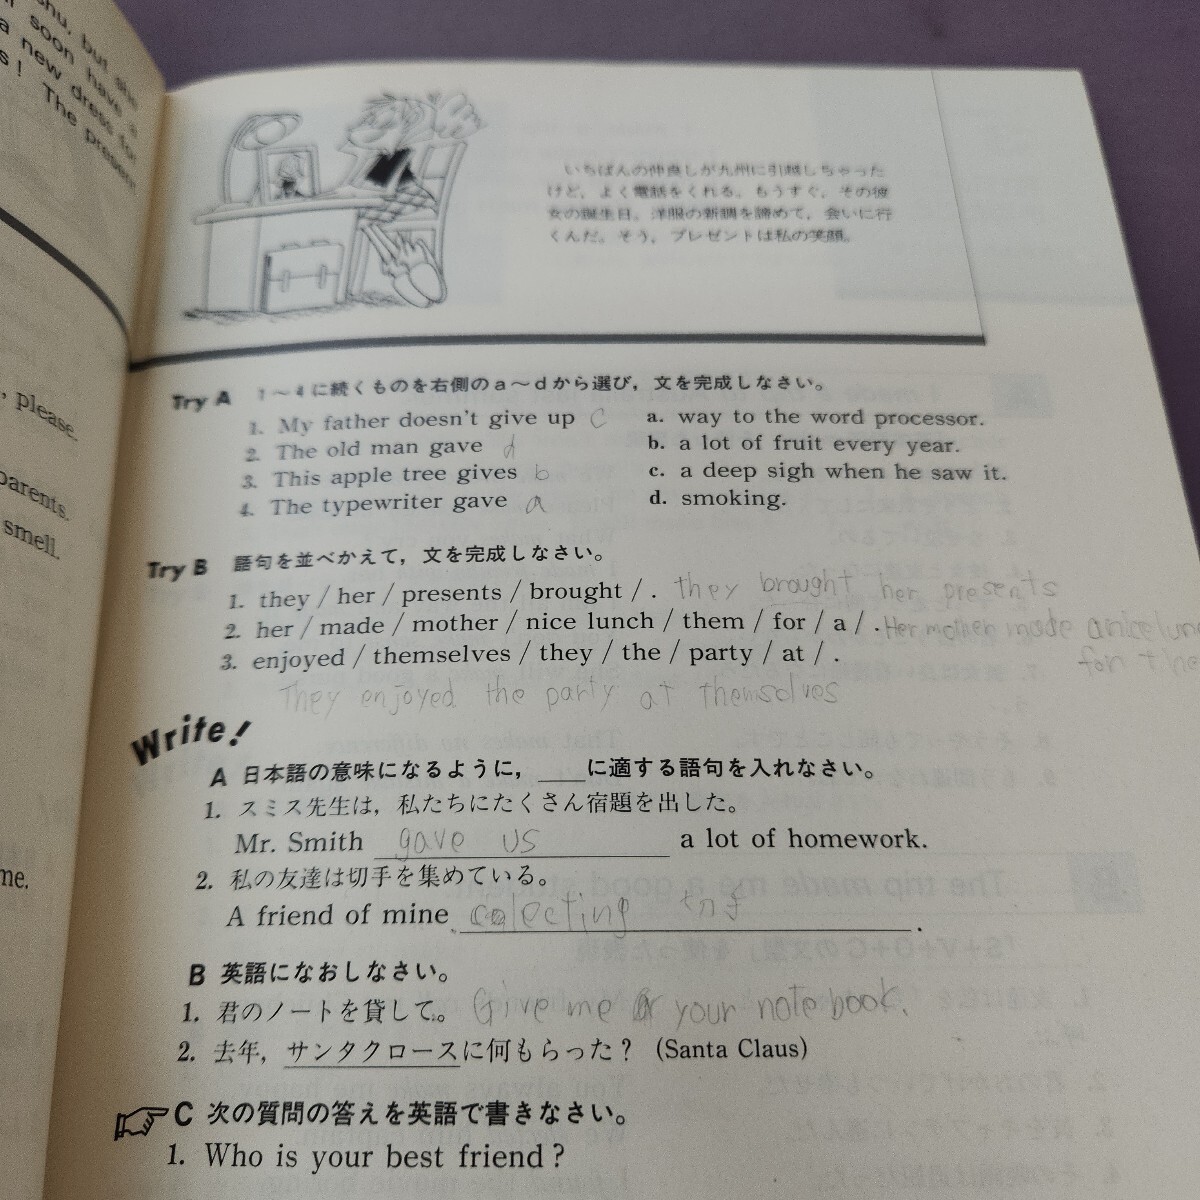 shu, but she
soon have a
a new dress for
s! The present
, please.
parents.
smell.
me.
いちばんの仲良しが九州に引越しちゃった
けど、よく電話をくれる。もうすぐ、その彼
女の誕生日。洋服の新調を諦めて、会いに行
くんだ。そう、プレゼントは私の笑顔。
Try A 1～4に続くものを右側のa～dから選び，文を完成しなさい。
1. My father doesn't give up C a. way to the word processor.
2. The old man gave d b. a lot of fruit every year.
3. This apple tree gives b c. a deep sigh when he saw it.
4. The typewriter gave a d. smoking.
Try B 語句を並べかえて，文を完成しなさい。
1. they / her / presents / brought / . they brought her presents
2. her / made / mother / nice lunch / them / for / a / . Her mother made a nice lun
for the
3. enjoyed / themselves / they / the / party / at / .
They enjoyed the party at themselves
Write!
A 日本語の意味になるように，____に適する語句を入れなさい。
1. スミス先生は，私たちにたくさん宿題を出した。
Mr. Smith gave us a lot of homework.
2. 私の友達は切手を集めている。
A friend of mine colecting 切手 .
B 英語になおしなさい。
1. 君のノートを貸して。 Give me your note book.
2. 去年，サンタクロースに何もらった？ (Santa Claus)
C 次の質問の答えを英語で書きなさい。
1. Who is your best friend?